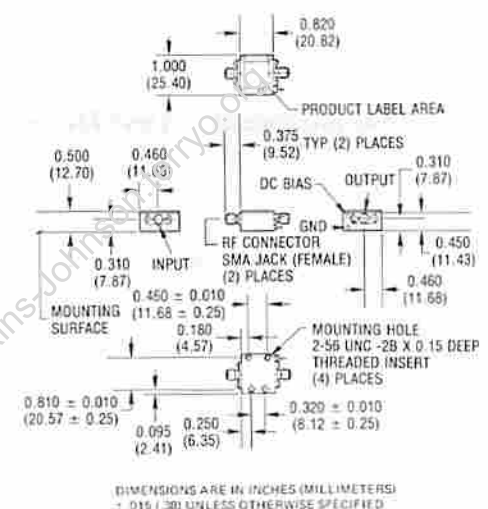 0.820
(20.82)
1.000
(25.40)
PRODUCT LABEL AREA
0.375
(9.52)
TYP (2) PLACES
0.500
(12.70)
0.460
0.310
(7.87)
DC BIAS
OUTPUT
GND
0.450
(11.43)
0.460
(11.68)
0.310
(7.87)
INPUT
RF CONNECTOR
SMA JACK (FEMALE)
(2) PLACES
MOUNTING
SURFACE
0.450 ± 0.010
(11.68 ± 0.25)
0.180
(4.57)
MOUNTING HOLE
2-56 UNC -2B X 0.15 DEEP
THREADED INSERT
(4) PLACES
0.810 ± 0.010
(20.57 ± 0.25)
0.095
(2.41)
0.250
(6.35)
0.320 ± 0.010
(8.12 ± 0.25)
DIMENSIONS ARE IN INCHES (MILLIMETERS)
± .015 (.38) UNLESS OTHERWISE SPECIFIED